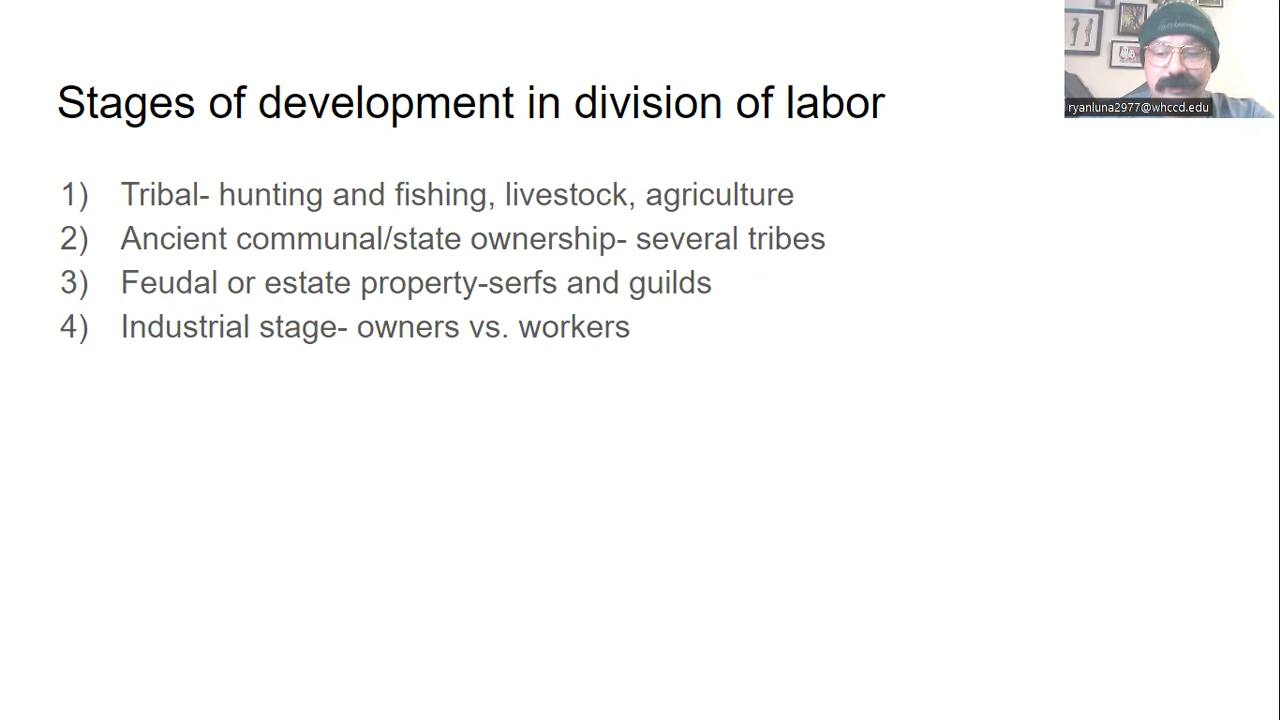 Stages of development in division of labor
ryanluna2977@whccd.edu
1) Tribal- hunting and fishing, livestock, agriculture
2) Ancient communal/state ownership- several tribes
3) Feudal or estate property-serfs and guilds
4) Industrial stage- owners vs. workers